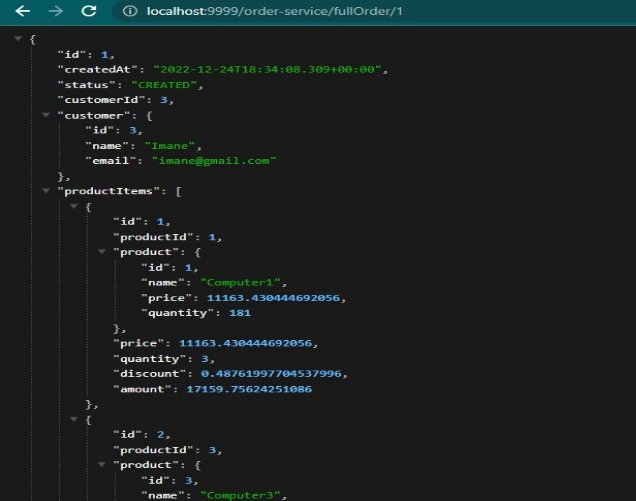 localhost:9999/order-service/fullOrder/1
{
"id": 1,
"createdAt": "2022-12-24T18:34:08.309+00:00",
"status": "CREATED",
"customerId": 3,
"customer": {
"id": 3,
"name": "Imane",
"email": "imane@gmail.com"
},
"productItems": [
{
"id": 1,
"productId": 1,
"product": {
"id": 1,
"name": "Computer1",
"price": 11163.430444692056,
"quantity": 181
},
"price": 11163.430444692056,
"quantity": 3,
"discount": 0.48761997704537996,
"amount": 17159.75624251086
},
{
"id": 2,
"productId": 3,
"product": {
"id": 3,
"name": "Computer3",